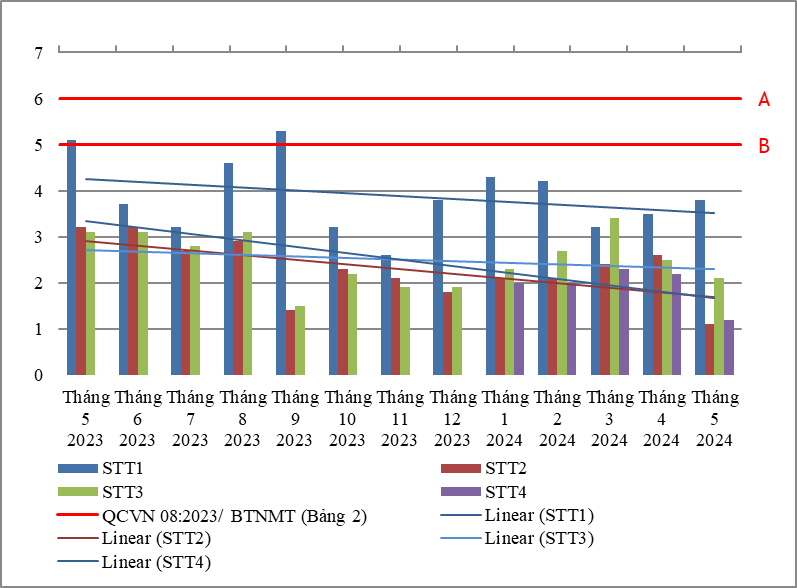 7
6
A
5
B
4
3
2
1
0
Tháng Tháng Tháng Tháng Tháng Tháng Tháng Tháng Tháng Tháng Tháng Tháng Tháng
5 6 7 8 9 10 11 12 1 2 3 4 5
2023 2023 2023 2023 2023 2023 2023 2023 2024 2024 2024 2024 2024
STT1 STT2
STT3 STT4
QCVN 08:2023/ BTNMT (Bảng 2) Linear (STT1)
Linear (STT2) Linear (STT3)
Linear (STT4)